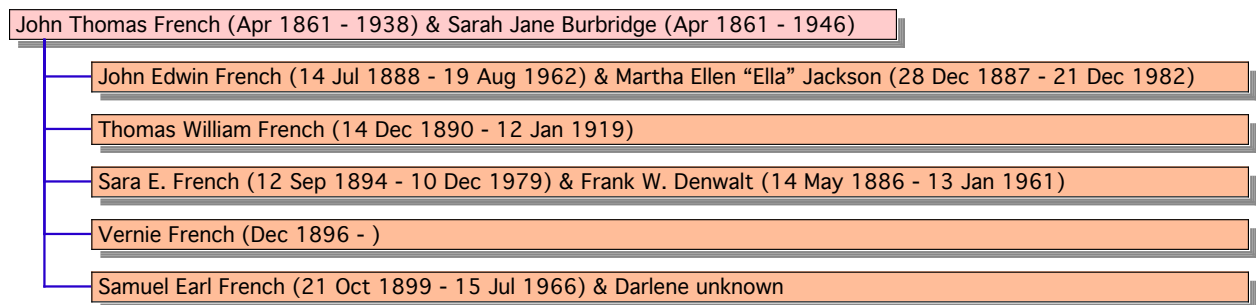 John Thomas French (Apr 1861 - 1938) & Sarah Jane Burbridge (Apr 1861 - 1946)
John Edwin French (14 Jul 1888 - 19 Aug 1962) & Martha Ellen “Ella” Jackson (28 Dec 1887 - 21 Dec 1982)
Thomas William French (14 Dec 1890 - 12 Jan 1919)
Sara E. French (12 Sep 1894 - 10 Dec 1979) & Frank W. Denwalt (14 May 1886 - 13 Jan 1961)
Vernie French (Dec 1896 - )
Samuel Earl French (21 Oct 1899 - 15 Jul 1966) & Darlene unknown